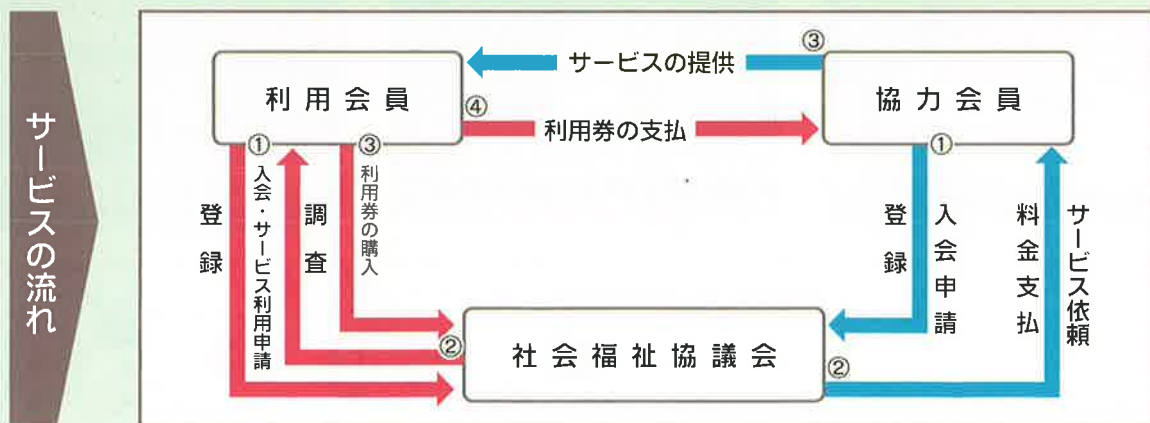 サービスの流れ
③
サービスの提供
利用会員
協力会員
④
利用券の支払
①
③
①
登録
入会・サービス利用申請
調査
利用券の購入
登録
入会申請
料金支払
サービス依頼
②
社会福祉協議会
②